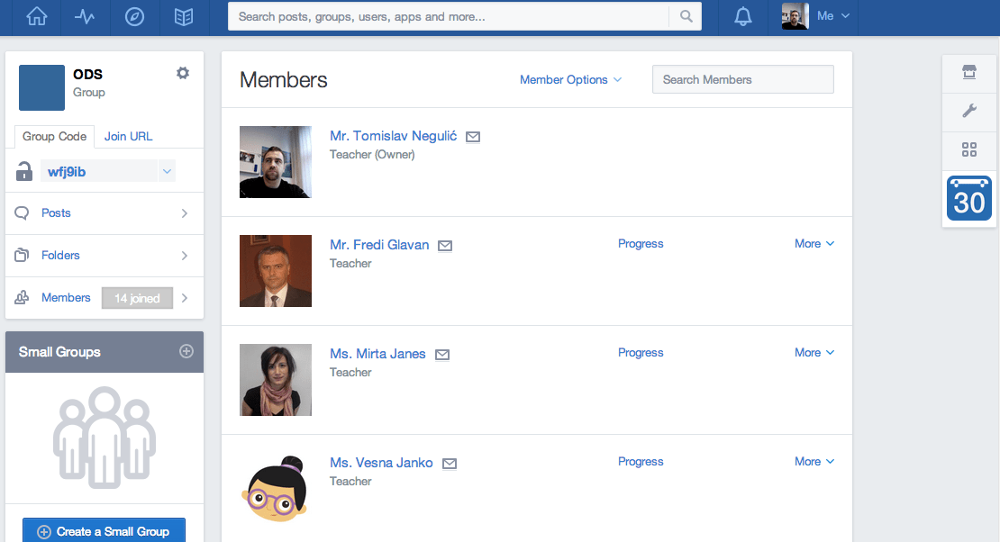 Search posts, groups, users, apps and more...
Me
ODS
Group
Group Code
Join URL
wfj9ib
Posts
Folders
Members
14 joined
Small Groups
Create a Small Group
Members
Member Options
Search Members
Mr. Tomislav Negulić
Teacher (Owner)
Mr. Fredi Glavan
Teacher
Progress
More
Ms. Mirta Janes
Teacher
Progress
More
Ms. Vesna Janko
Teacher
Progress
More
30